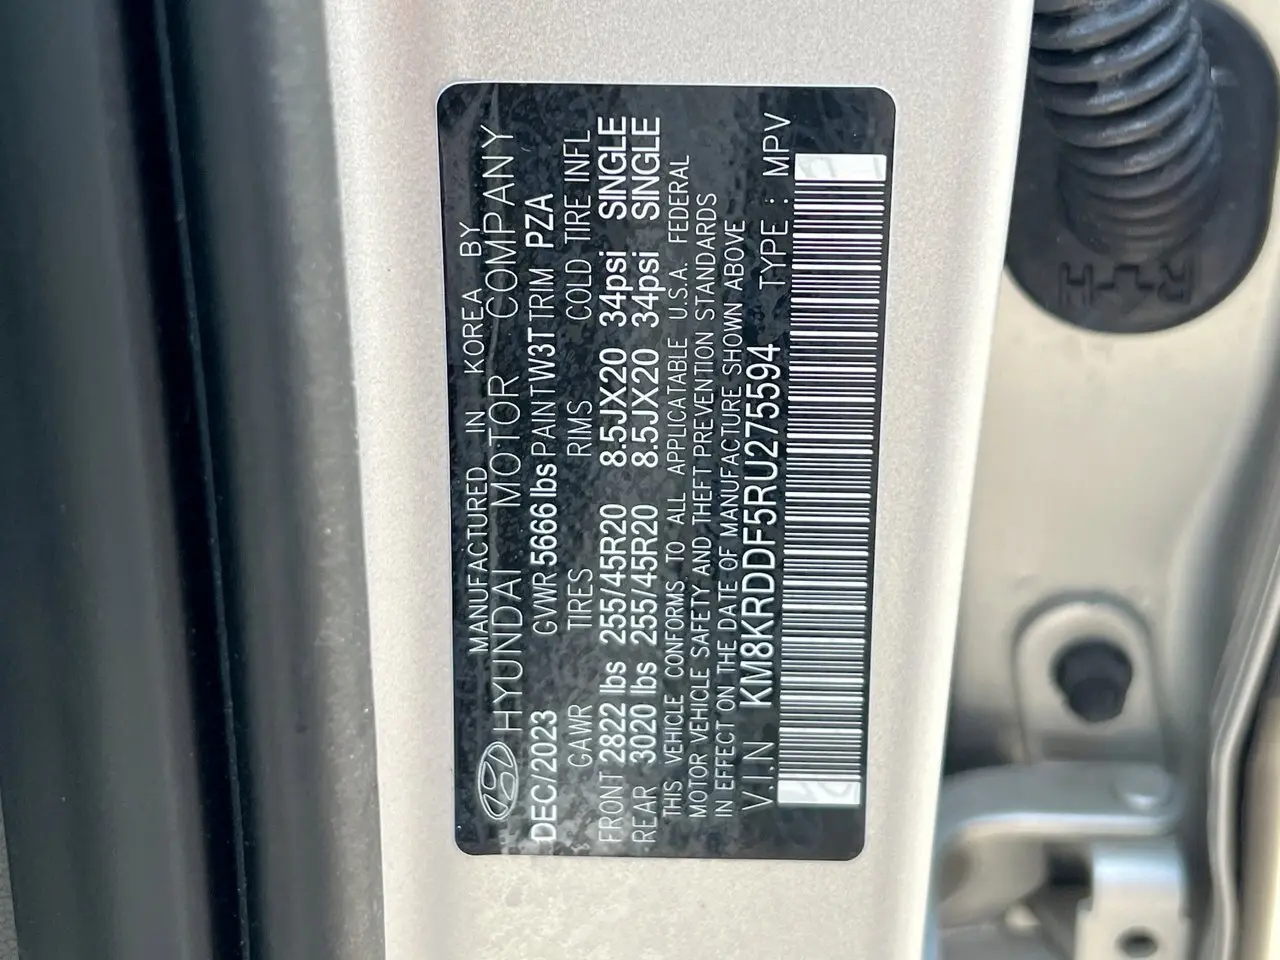 MANUFACTURED IN KOREA BY
HYUNDAI MOTOR COMPANY
DEC/2023 GVWR 5666 lbs PAINT W3T TRIM PZA
GAWR TIRES RIMS COLD TIRE INFL
FRONT 2822 lbs 255/45R20 8.5JX20 34psi SINGLE
REAR 3020 lbs 255/45R20 8.5JX20 34psi SINGLE
THIS VEHICLE CONFORMS TO ALL APPLICATABLE U.S.A. FEDERAL
MOTOR VEHICLE SAFETY AND THEFT PREVENTION STANDARDS
IN EFFECT ON THE DATE OF MANUFACTURE SHOWN ABOVE
V.I.N KM8KRDDF5RU275594 TYPE : MPV